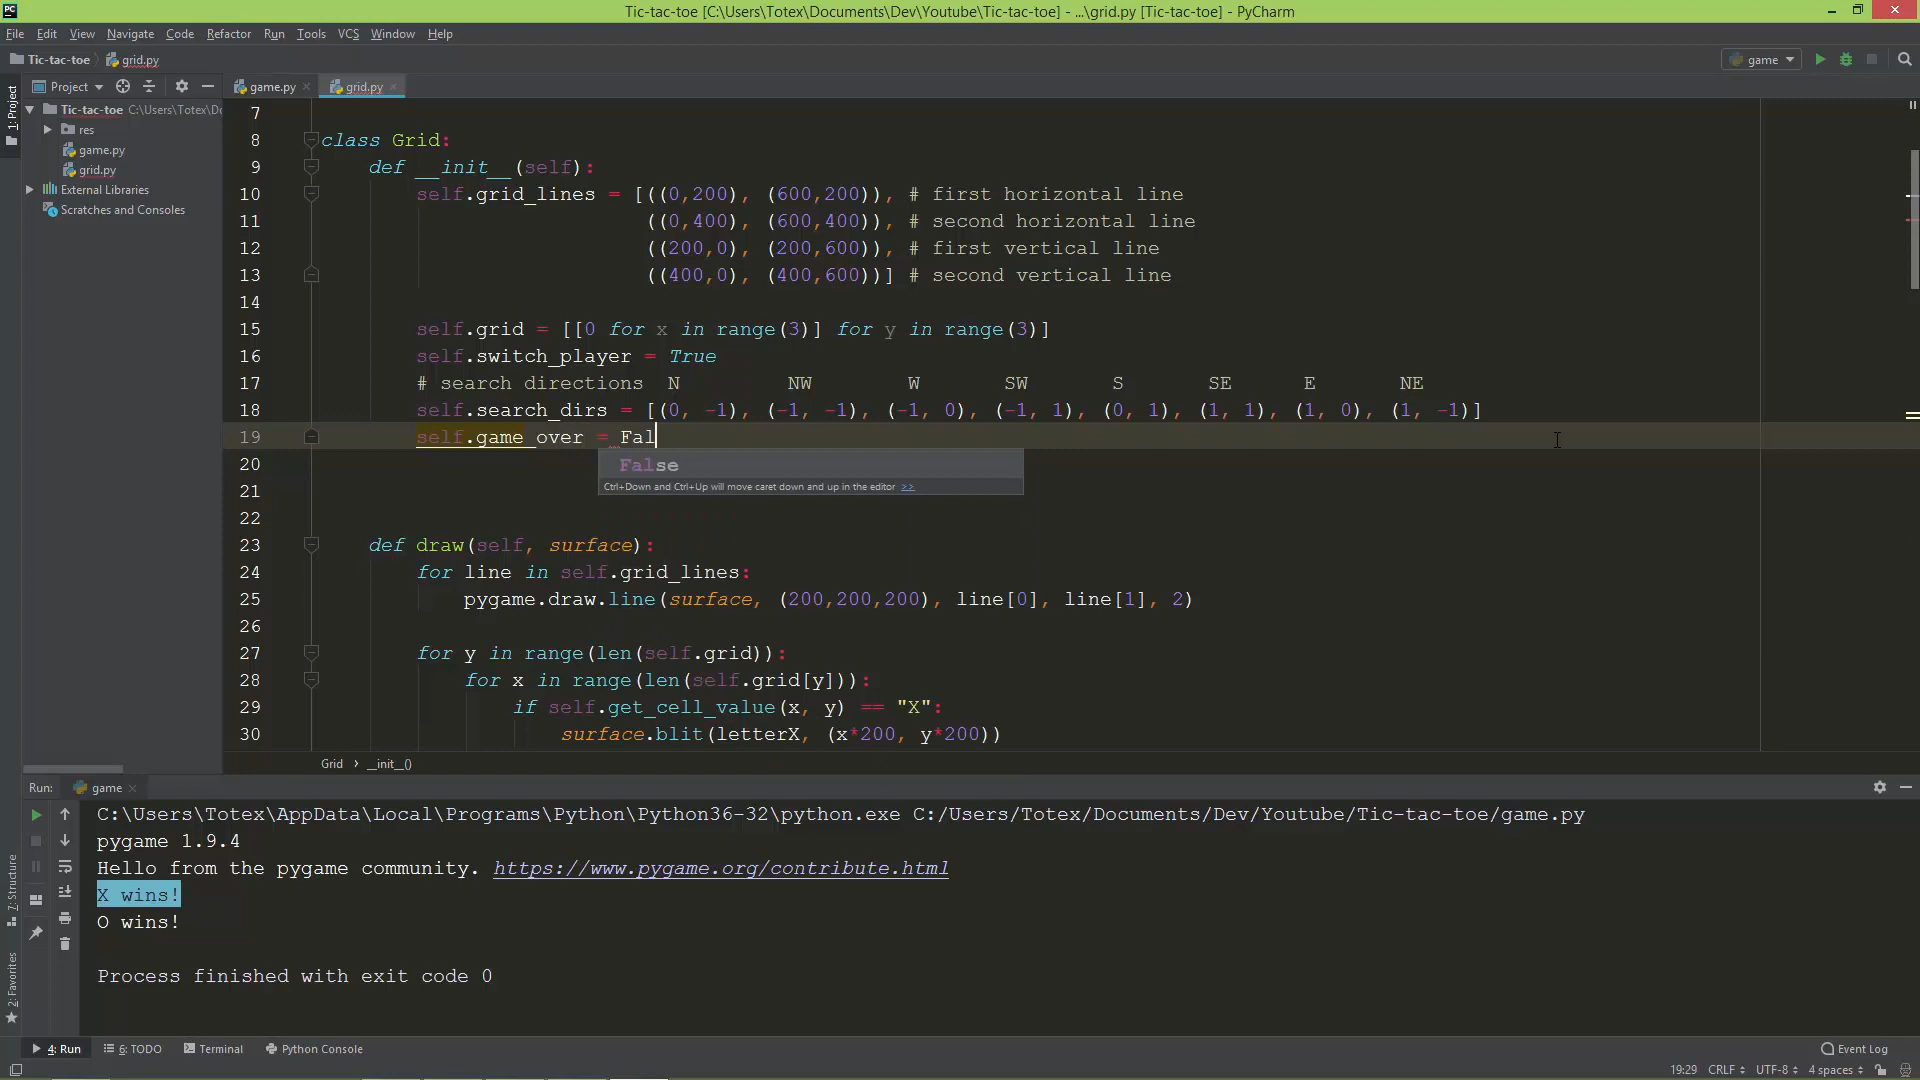 Tic-tac-toe [C:\Users\Totex\Documents\Dev\Youtube\Tic-tac-toe] - ...\grid.py [Tic-tac-toe] - PyCharm
File Edit View Navigate Code Refactor Run Tools VCS Window Help
Tic-tac-toe grid.py game
Project game.py grid.py
1: Project
Tic-tac-toe C:\Users\Totex\Do
res
game.py
grid.py
External Libraries
Scratches and Consoles
7
8 class Grid:
9 def __init__(self):
10 self.grid_lines = [((0,200), (600,200)), # first horizontal line
11 ((0,400), (600,400)), # second horizontal line
12 ((200,0), (200,600)), # first vertical line
13 ((400,0), (400,600))] # second vertical line
14
15 self.grid = [[0 for x in range(3)] for y in range(3)]
16 self.switch_player = True
17 # search directions N NW W SW S SE E NE
18 self.search_dirs = [(0, -1), (-1, -1), (-1, 0), (-1, 1), (0, 1), (1, 1), (1, 0), (1, -1)]
19 self.game_over = Fal
20 False
Ctrl+Down and Ctrl+Up will move caret down and up in the editor >>
21
22
23 def draw(self, surface):
24 for line in self.grid_lines:
25 pygame.draw.line(surface, (200,200,200), line[0], line[1], 2)
26
27 for y in range(len(self.grid)):
28 for x in range(len(self.grid[y])):
29 if self.get_cell_value(x, y) == "X":
30 surface.blit(letterX, (x*200, y*200))
Grid › __init__()
Run: game
C:\Users\Totex\AppData\Local\Programs\Python\Python36-32\python.exe C:/Users/Totex/Documents/Dev/Youtube/Tic-tac-toe/game.py
pygame 1.9.4
Hello from the pygame community. https://www.pygame.org/contribute.html
X wins!
O wins!
Process finished with exit code 0
7: Structure
2: Favorites
4: Run 6: TODO Terminal Python Console Event Log
19:29 CRLF UTF-8 4 spaces